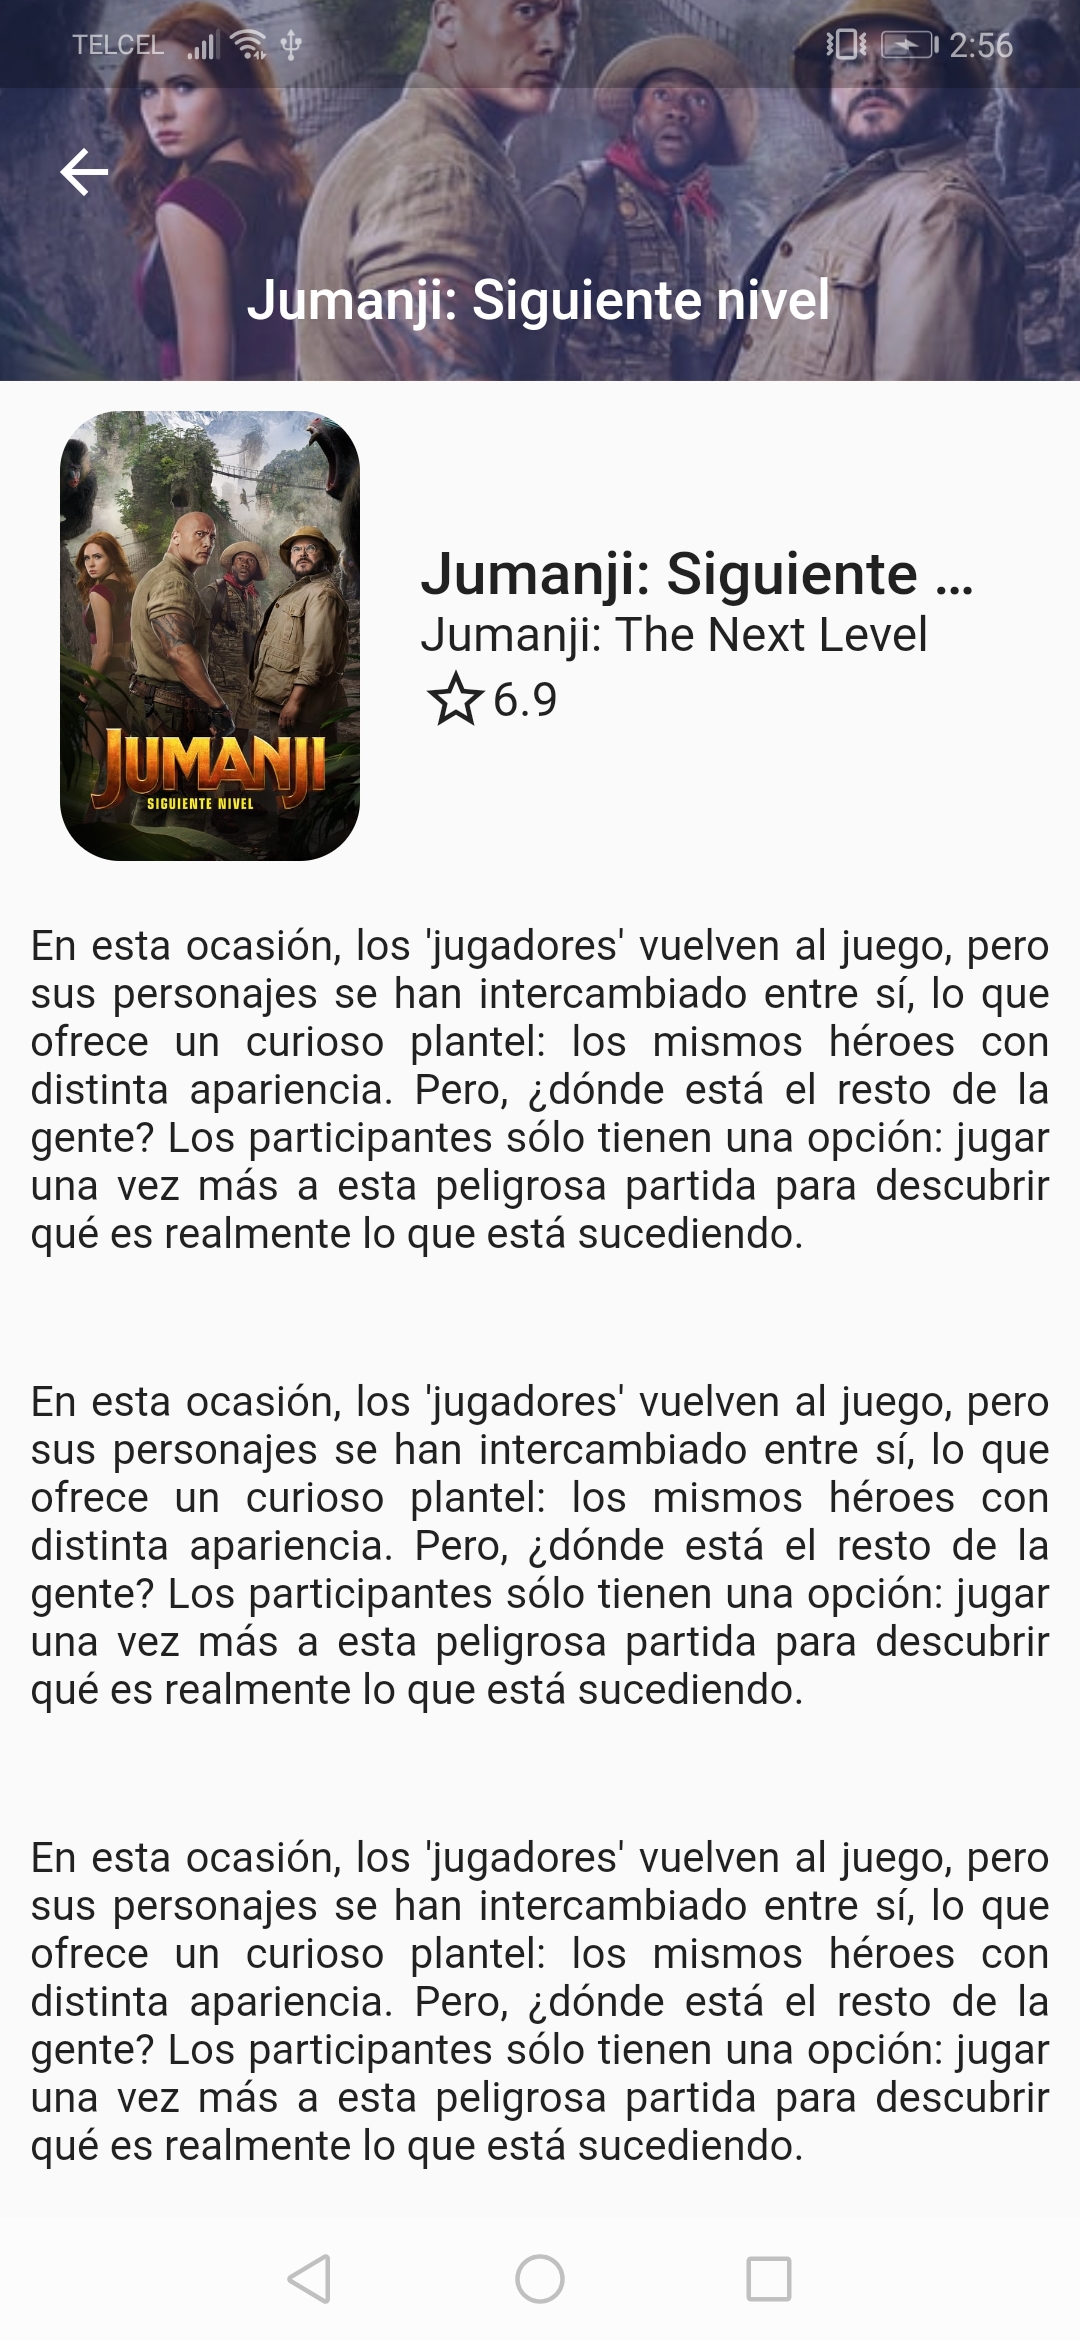 TELCEL 2:56
Jumanji: Siguiente nivel
JUMANJI
SIGUIENTE NIVEL
Jumanji: Siguiente ...
Jumanji: The Next Level
6.9
En esta ocasión, los 'jugadores' vuelven al juego, pero
sus personajes se han intercambiado entre sí, lo que
ofrece un curioso plantel: los mismos héroes con
distinta apariencia. Pero, ¿dónde está el resto de la
gente? Los participantes sólo tienen una opción: jugar
una vez más a esta peligrosa partida para descubrir
qué es realmente lo que está sucediendo.
En esta ocasión, los 'jugadores' vuelven al juego, pero
sus personajes se han intercambiado entre sí, lo que
ofrece un curioso plantel: los mismos héroes con
distinta apariencia. Pero, ¿dónde está el resto de la
gente? Los participantes sólo tienen una opción: jugar
una vez más a esta peligrosa partida para descubrir
qué es realmente lo que está sucediendo.
En esta ocasión, los 'jugadores' vuelven al juego, pero
sus personajes se han intercambiado entre sí, lo que
ofrece un curioso plantel: los mismos héroes con
distinta apariencia. Pero, ¿dónde está el resto de la
gente? Los participantes sólo tienen una opción: jugar
una vez más a esta peligrosa partida para descubrir
qué es realmente lo que está sucediendo.